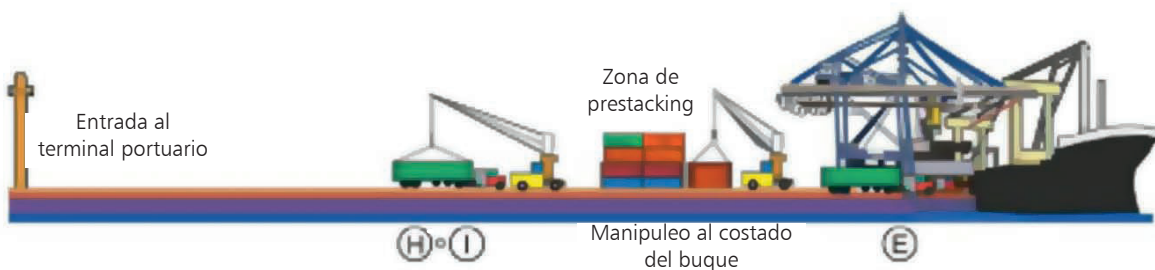 Entrada al
terminal portuario
Zona de
prestacking
H o I
Manipuleo al costado
del buque
E